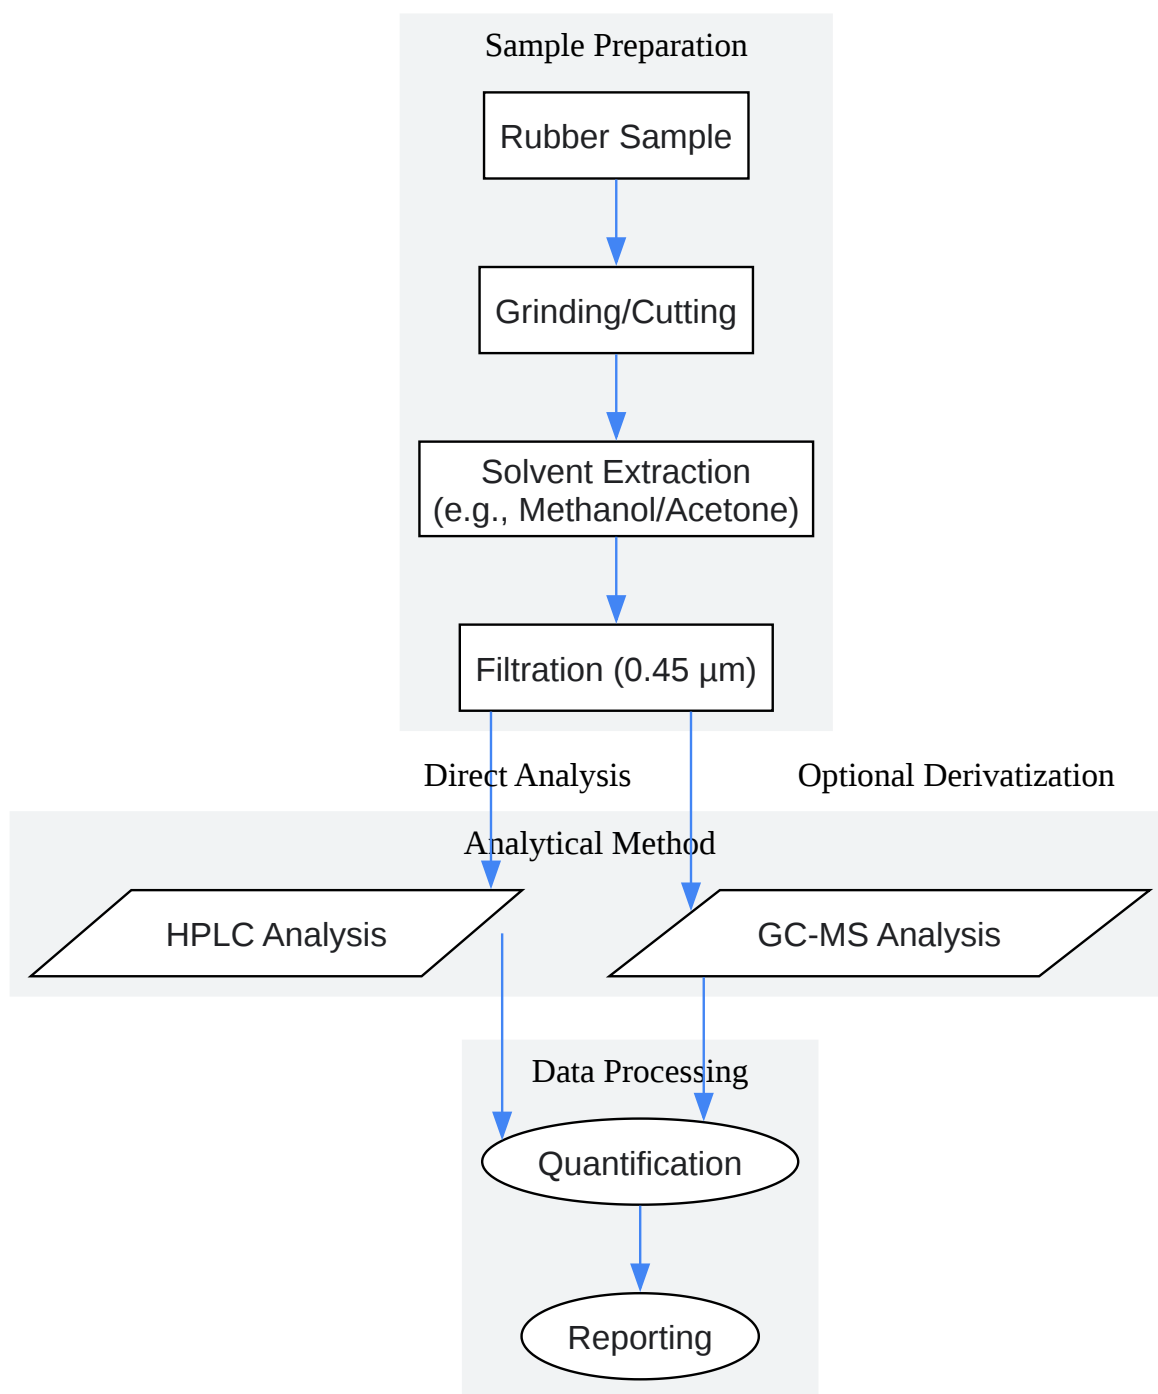 Sample Preparation
Rubber Sample
Grinding/Cutting
Solvent Extraction
(e.g., Methanol/Acetone)
Filtration (0.45 µm)
Direct Analysis
Optional Derivatization
Analytical Method
HPLC Analysis
GC-MS Analysis
Data Processing
Quantification
Reporting